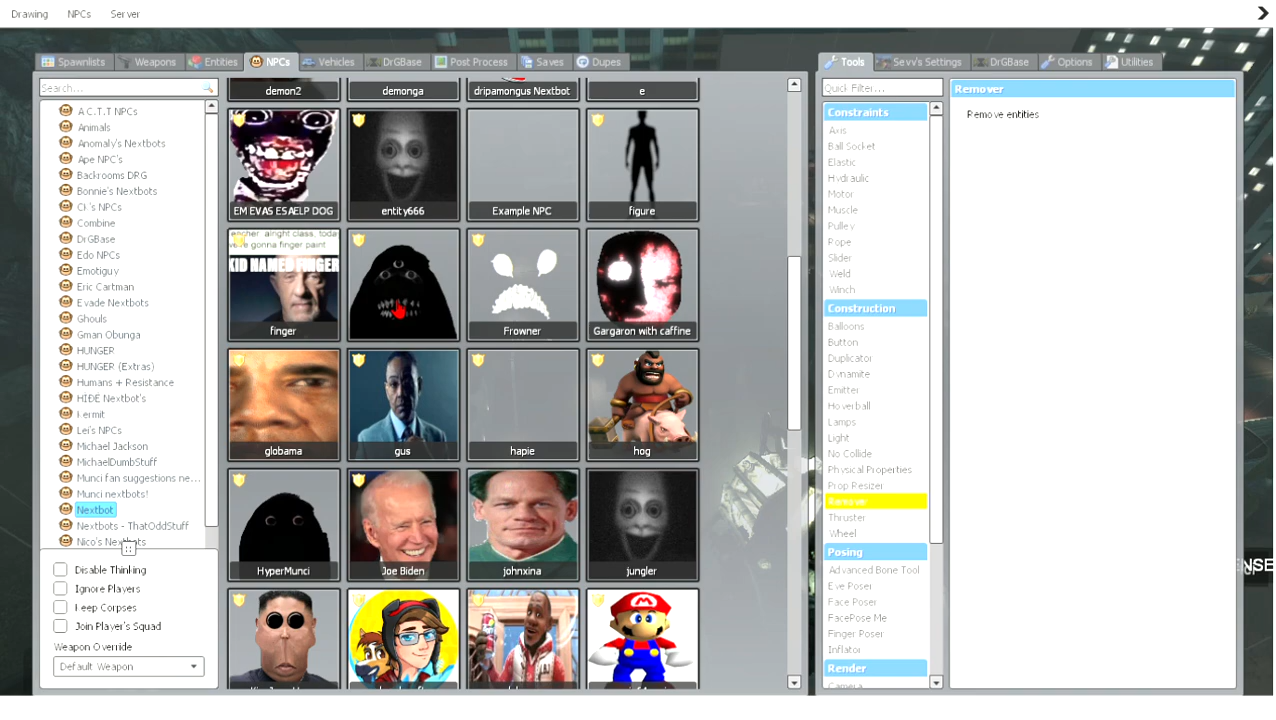 Drawing NPCs Server
Spawnlists Weapons Entities NPCs Vehicles DrGBase Post Process Saves Dupes
Tools Sevv's Settings DrGBase Options Utilities
Search...
A.C.T.T NPCs
Animals
Anomaly's Nextbots
Ape NPC's
Backrooms DRG
Bonnie's Nextbots
Combine
DrGBase
Edo NPCs
Emotiguy
Eric Cartman
Evade Nextbots
Ghouls
Gman Obunga
HUNGER
HUNGER (Extras)
Humans + Resistance
Kermit
Lei's NPCs
Michael Jackson
MichaelDumbStuff
Munci fan suggestions ne...
Munci nextbots!
Nextbot
Nextbots - ThatOddStuff
Disable Thinking
Ignore Players
Keep Corpses
Join Player's Squad
Weapon Override
Default Weapon
demon2 demonga dripamongus Nextbot e
EM EVAS ESAELP DOG entity666 Example NPC figure
KID NAMED FINGER
finger Frowner Gargaron with caffine
globama gus hapie hog
HyperMunci Joe Biden johnxina jungler
Quick Filter...
Constraints
Axis
Ball Socket
Elastic
Hydraulic
Motor
Muscle
Pulley
Rope
Slider
Weld
Winch
Construction
Balloons
Button
Duplicator
Dynamite
Emitter
Hoverball
Lamps
Light
No Collide
Physical Properties
Prop Resizer
Remover
Thruster
Wheel
Posing
Advanced Bone Tool
Eye Poser
Face Poser
FacePose Me
Finger Poser
Inflator
Render
Camera
Remover
Remove entities